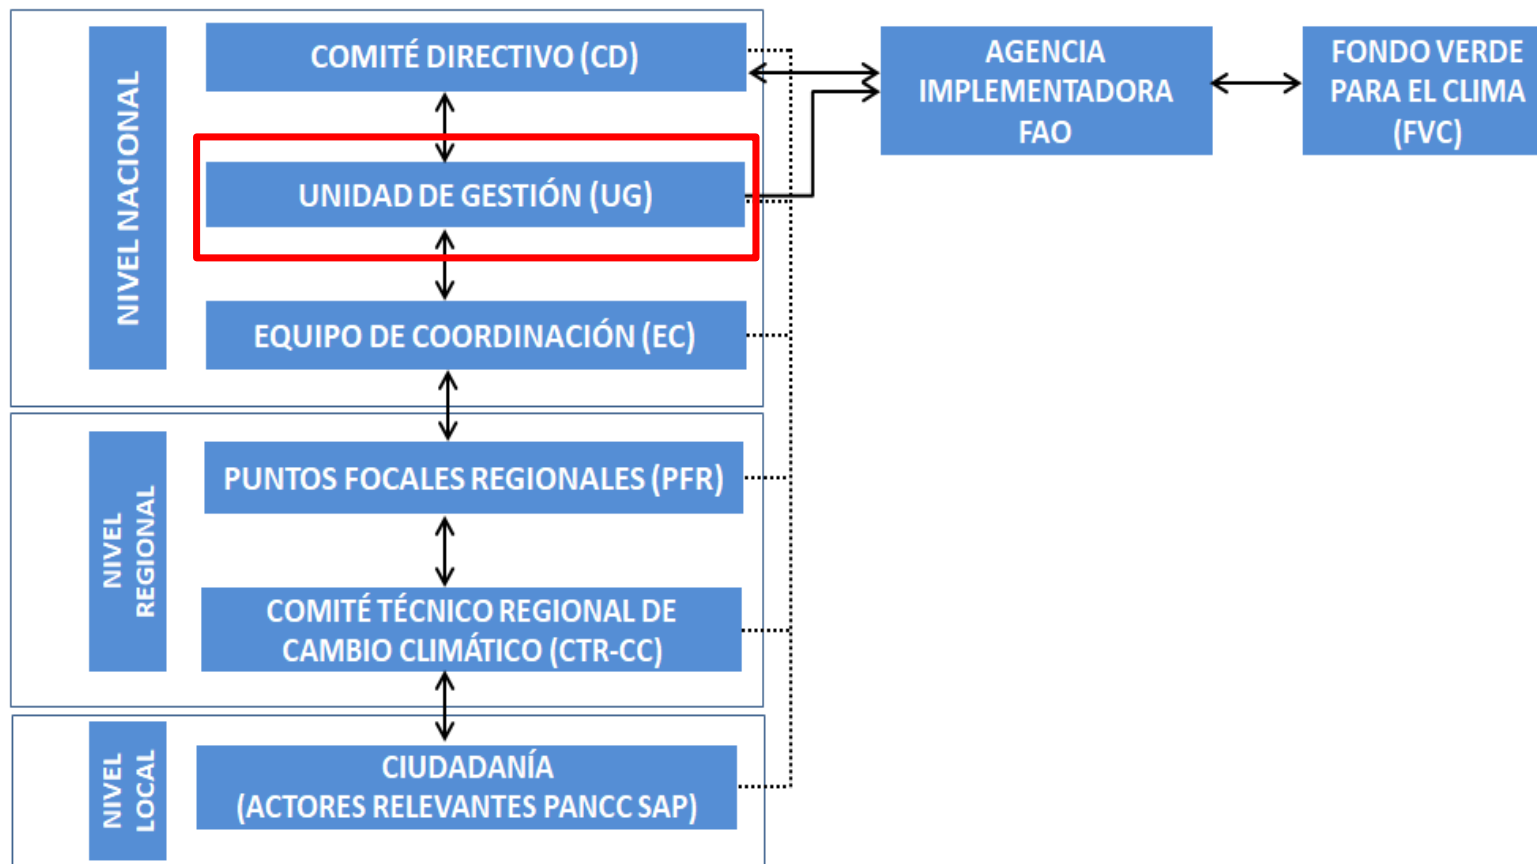 NIVEL NACIONAL
COMITÉ DIRECTIVO (CD)
UNIDAD DE GESTIÓN (UG)
EQUIPO DE COORDINACIÓN (EC)
AGENCIA
IMPLEMENTADORA
FAO
FONDO VERDE
PARA EL CLIMA
(FVC)
NIVEL
REGIONAL
PUNTOS FOCALES REGIONALES (PFR)
COMITÉ TÉCNICO REGIONAL DE
CAMBIO CLIMÁTICO (CTR-CC)
NIVEL
LOCAL
CIUDADANÍA
(ACTORES RELEVANTES PANCC SAP)